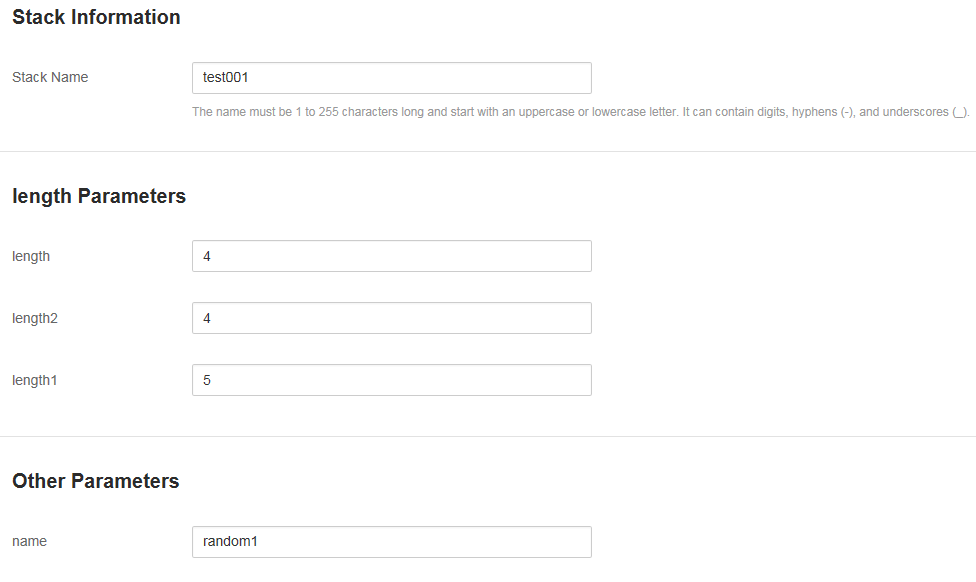 Stack Information
Stack Name
test001
The name must be 1 to 255 characters long and start with an uppercase or lowercase letter. It can contain digits, hyphens (-), and underscores (_).
length Parameters
length
4
length2
4
length1
5
Other Parameters
name
random1